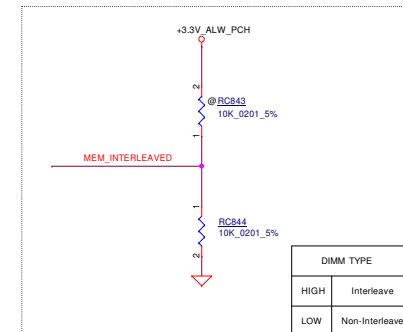 +3.3V_ALW_PCH
2
@ RC843
10K_0201_5%
1
MEM_INTERLEAVED
1
RC844
10K_0201_5%
2
DIMM TYPE
HIGH Interleave
LOW Non-Interleave